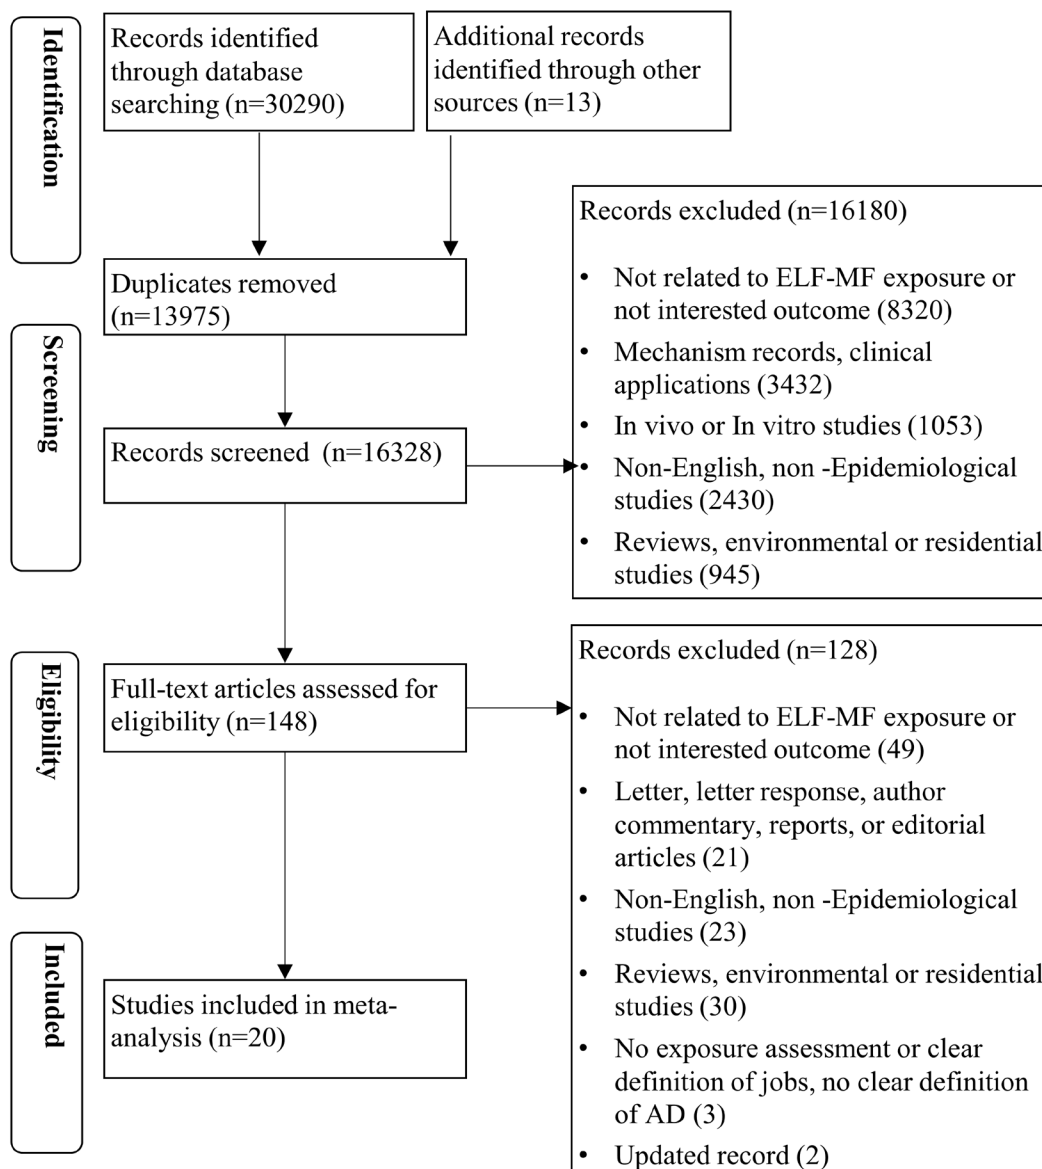 Identification
Records identified
through database
searching (n=30290)
Additional records
identified through other
sources (n=13)
Duplicates removed
(n=13975)
Screening
Records screened  (n=16328)
Records excluded (n=16180)
• Not related to ELF-MF exposure or
not interested outcome (8320)
• Mechanism records, clinical
applications (3432)
• In vivo or In vitro studies (1053)
• Non-English, non -Epidemiological
studies (2430)
• Reviews, environmental or residential
studies (945)
Eligibility
Full-text articles assessed for
eligibility (n=148)
Records excluded (n=128)
• Not related to ELF-MF exposure or
not interested outcome (49)
• Letter, letter response, author
commentary, reports, or editorial
articles (21)
• Non-English, non -Epidemiological
studies (23)
• Reviews, environmental or residential
studies (30)
• No exposure assessment or clear
definition of jobs, no clear definition
of AD (3)
• Updated record (2)
Included
Studies included in meta-
analysis (n=20)